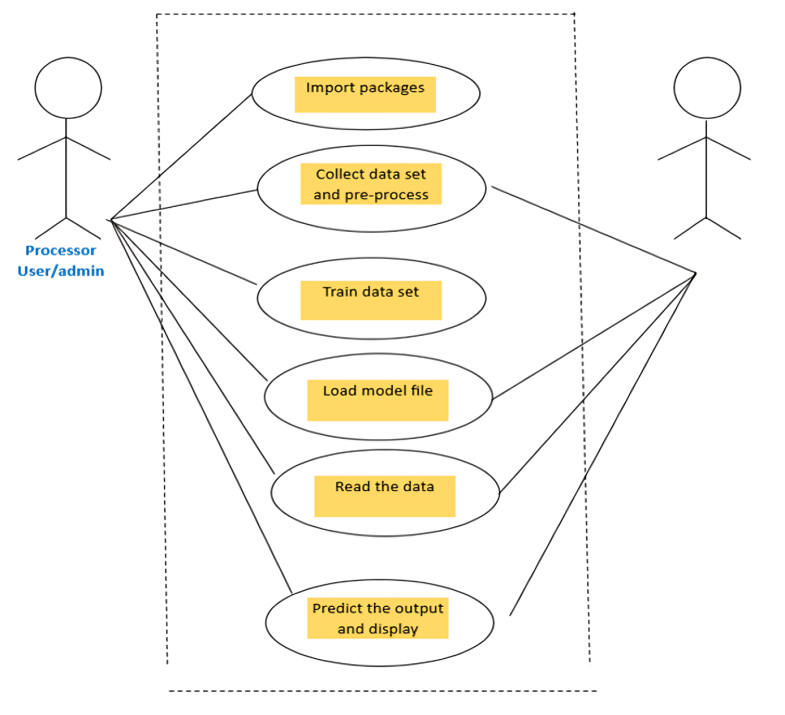 Import packages
Collect data set
and pre-process
Processor
User/admin
Train data set
Load model file
Read the data
Predict the output
and display